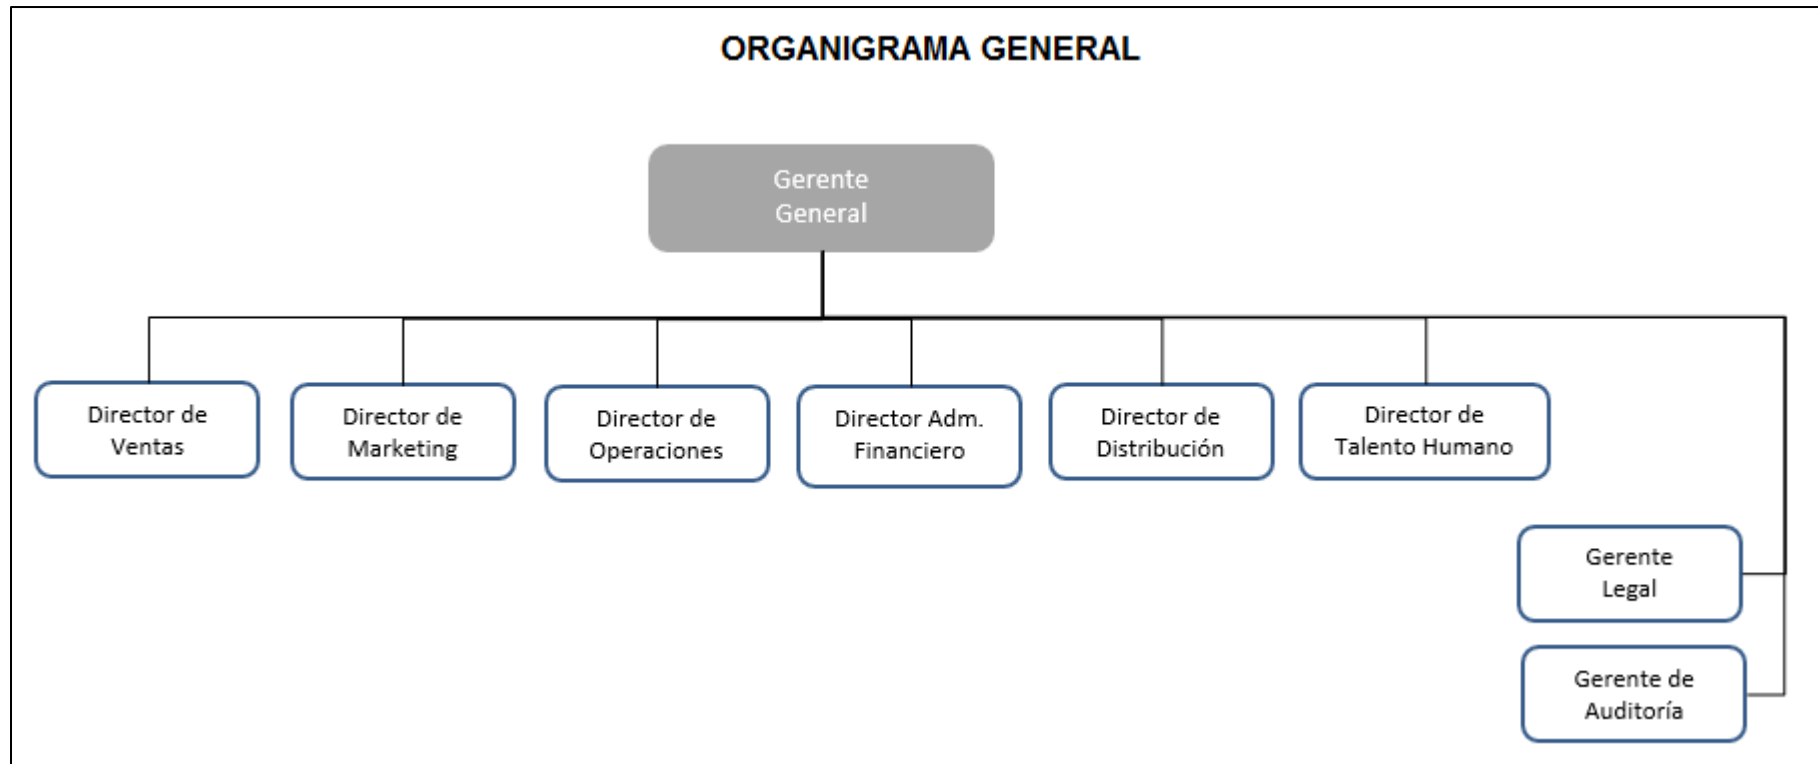 ORGANIGRAMA GENERAL
Gerente
General
Director de
Ventas
Director de
Marketing
Director de
Operaciones
Director Adm.
Financiero
Director de
Distribución
Director de
Talento Humano
Gerente
Legal
Gerente de
Auditoría